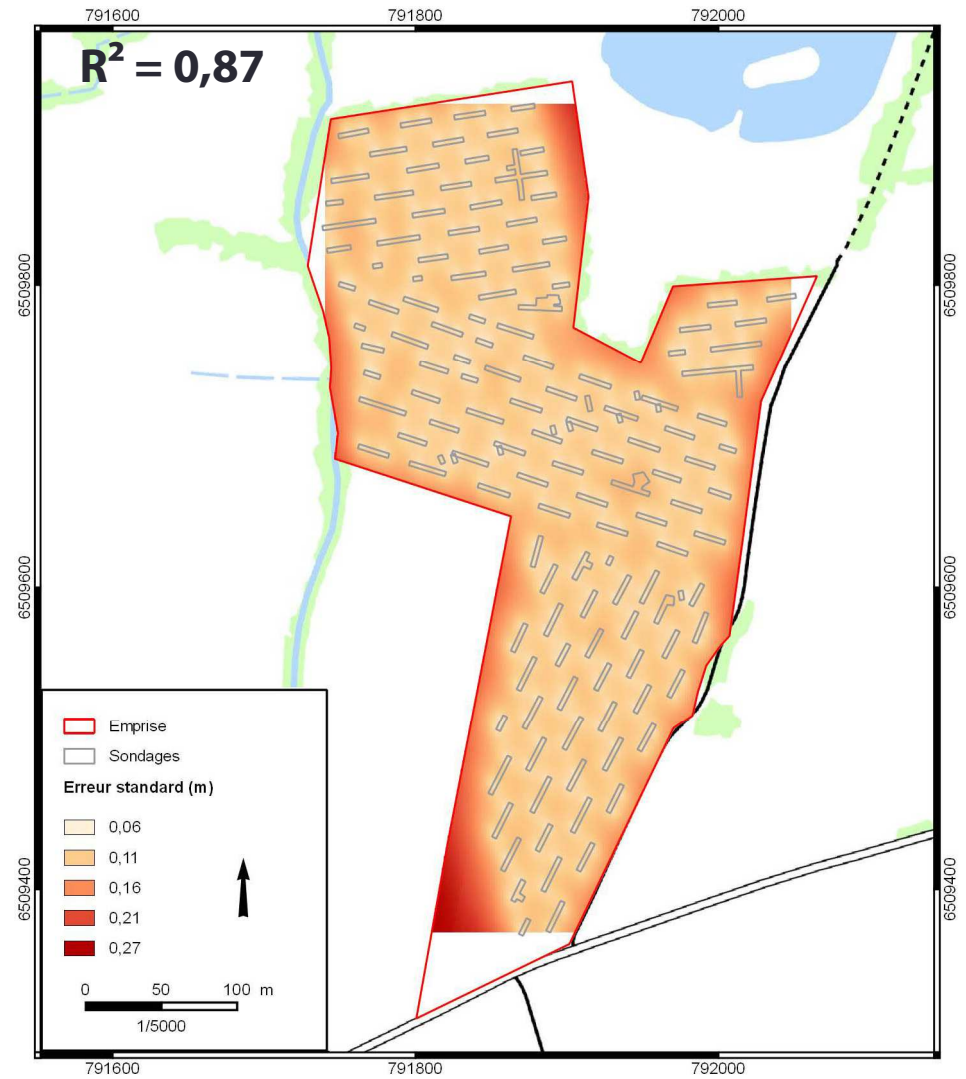 791600 791800 792000
R² = 0,87
6509800 6509800
6509600 6509600
6509400 6509400
Emprise
Sondages
Erreur standard (m)
0,06
0,11
0,16
0,21
0,27
0 50 100 m
1/5000
791600 791800 792000